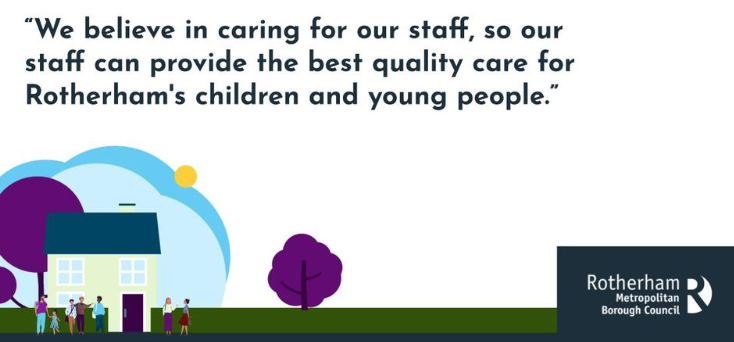 “We believe in caring for our staff, so our
staff can provide the best quality care for
Rotherham's children and young people.”
Rotherham
Metropolitan
Borough Council